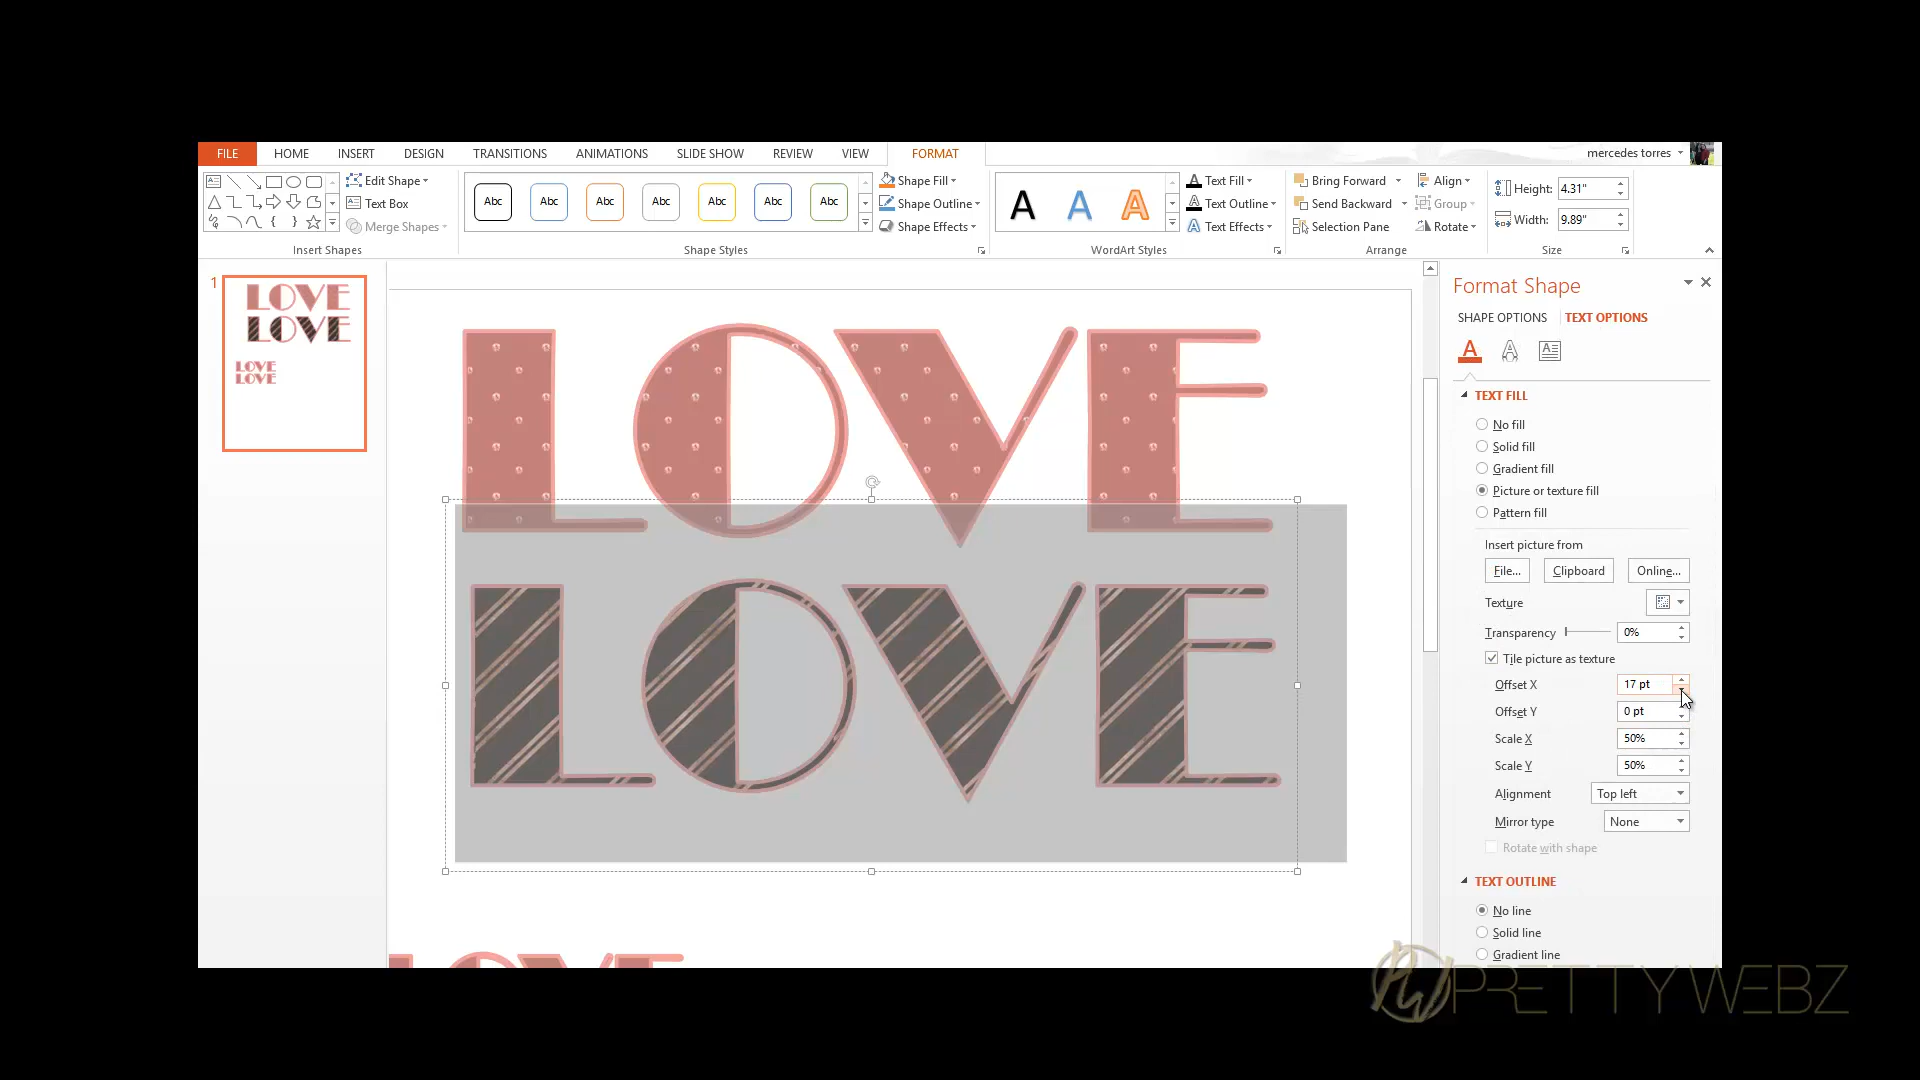 FILE HOME INSERT DESIGN TRANSITIONS ANIMATIONS SLIDE SHOW REVIEW VIEW FORMAT mercedes torres
Edit Shape
Text Box
Merge Shapes
Insert Shapes
Abc Abc Abc Abc Abc Abc Abc
Shape Fill
Shape Outline
Shape Effects
Shape Styles
A A A
Text Fill
Text Outline
Text Effects
WordArt Styles
Bring Forward
Send Backward
Selection Pane
Align
Group
Rotate
Arrange
Height: 4.31"
Width: 9.89"
Size
1
LOVE
LOVE
LOVE
LOVE
LOVE
LOVE
LOVE
Format Shape
SHAPE OPTIONS TEXT OPTIONS
TEXT FILL
No fill
Solid fill
Gradient fill
Picture or texture fill
Pattern fill
Insert picture from
File... Clipboard Online...
Texture
Transparency 0%
Tile picture as texture
Offset X 17 pt
Offset Y 0 pt
Scale X 50%
Scale Y 50%
Alignment Top left
Mirror type None
Rotate with shape
TEXT OUTLINE
No line
Solid line
Gradient line
PW PRETTYWEBZ